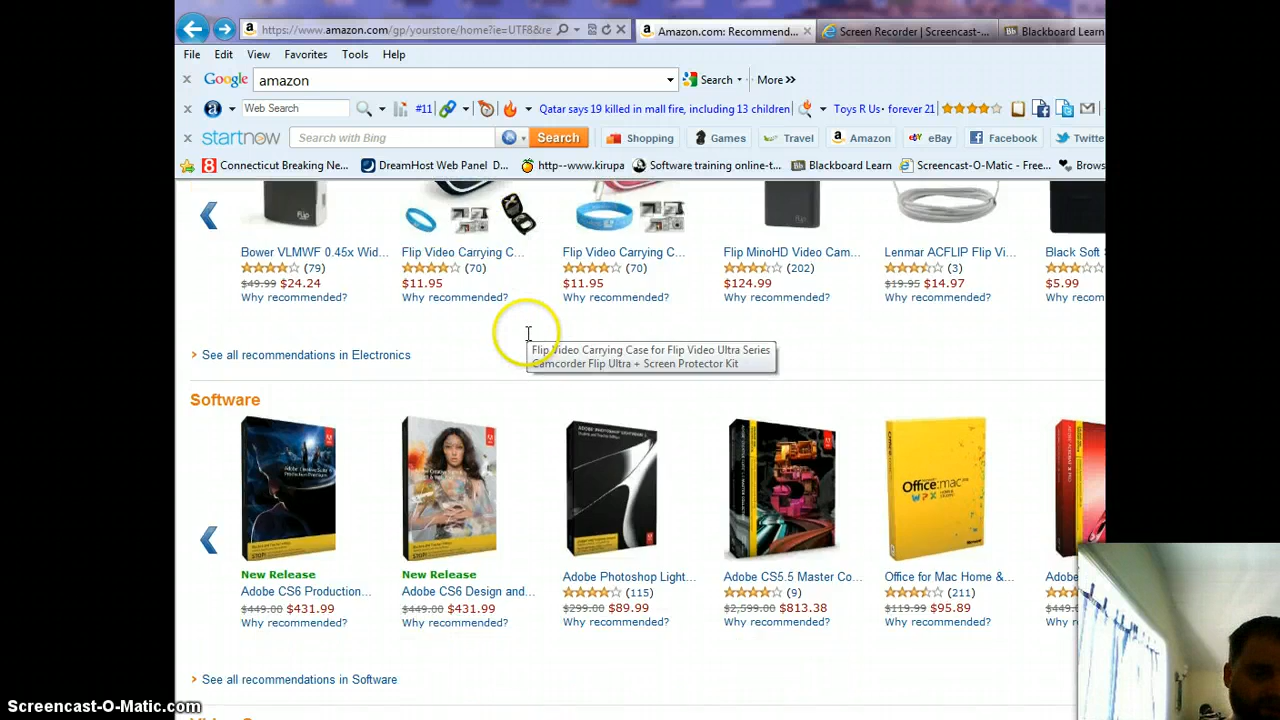 https://www.amazon.com/gp/yourstore/home?ie=UTF8&re
Amazon.com: Recommend...
Screen Recorder | Screencast-...
Blackboard Learn
File Edit View Favorites Tools Help
Google amazon Search More »
Web Search #11 Qatar says 19 killed in mall fire, including 13 children Toys R Us· forever 21
startnow Search with Bing Search Shopping Games Travel Amazon eBay Facebook Twitte
Connecticut Breaking Ne... DreamHost Web Panel D... http--www.kirupa Software training online-t... Blackboard Learn Screencast-O-Matic - Free... Brows
Flip
Flip
Bower VLMWF 0.45x Wid... Flip Video Carrying C... Flip Video Carrying C... Flip MinoHD Video Cam... Lenmar ACFLIP Flip Vi... Black Soft
(79) (70) (70) (202) (3)
$49.99 $24.24 $11.95 $11.95 $124.99 $19.95 $14.97 $5.99
Why recommended? Why recommended? Why recommended? Why recommended? Why recommended? Why recom
› See all recommendations in Electronics
Flip Video Carrying Case for Flip Video Ultra Series
Camcorder Flip Ultra + Screen Protector Kit
Software
Office:mac
New Release New Release
Adobe CS6 Production... Adobe CS6 Design and... Adobe Photoshop Light... Adobe CS5.5 Master Co... Office for Mac Home &... Adob
(115) (9) (211)
$449.00 $431.99 $449.00 $431.99 $299.00 $89.99 $2,599.00 $813.38 $119.99 $95.89 $449.
Why recommended? Why recommended? Why recommended? Why recommended? Why recommended? Why
› See all recommendations in Software
Screencast-O-Matic.com